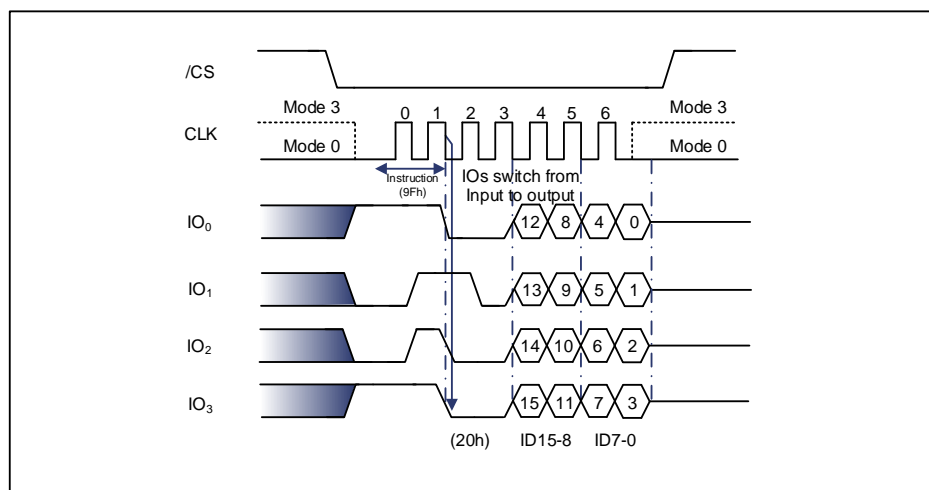 /CS
Mode 3
0 1 2 3 4 5 6
Mode 3
CLK
Mode 0
Mode 0
Instruction
(9Fh)
IOs switch from
Input to output
IO0
12 8 4 0
IO1
13 9 5 1
IO2
14 10 6 2
IO3
15 11 7 3
(20h) ID15-8 ID7-0